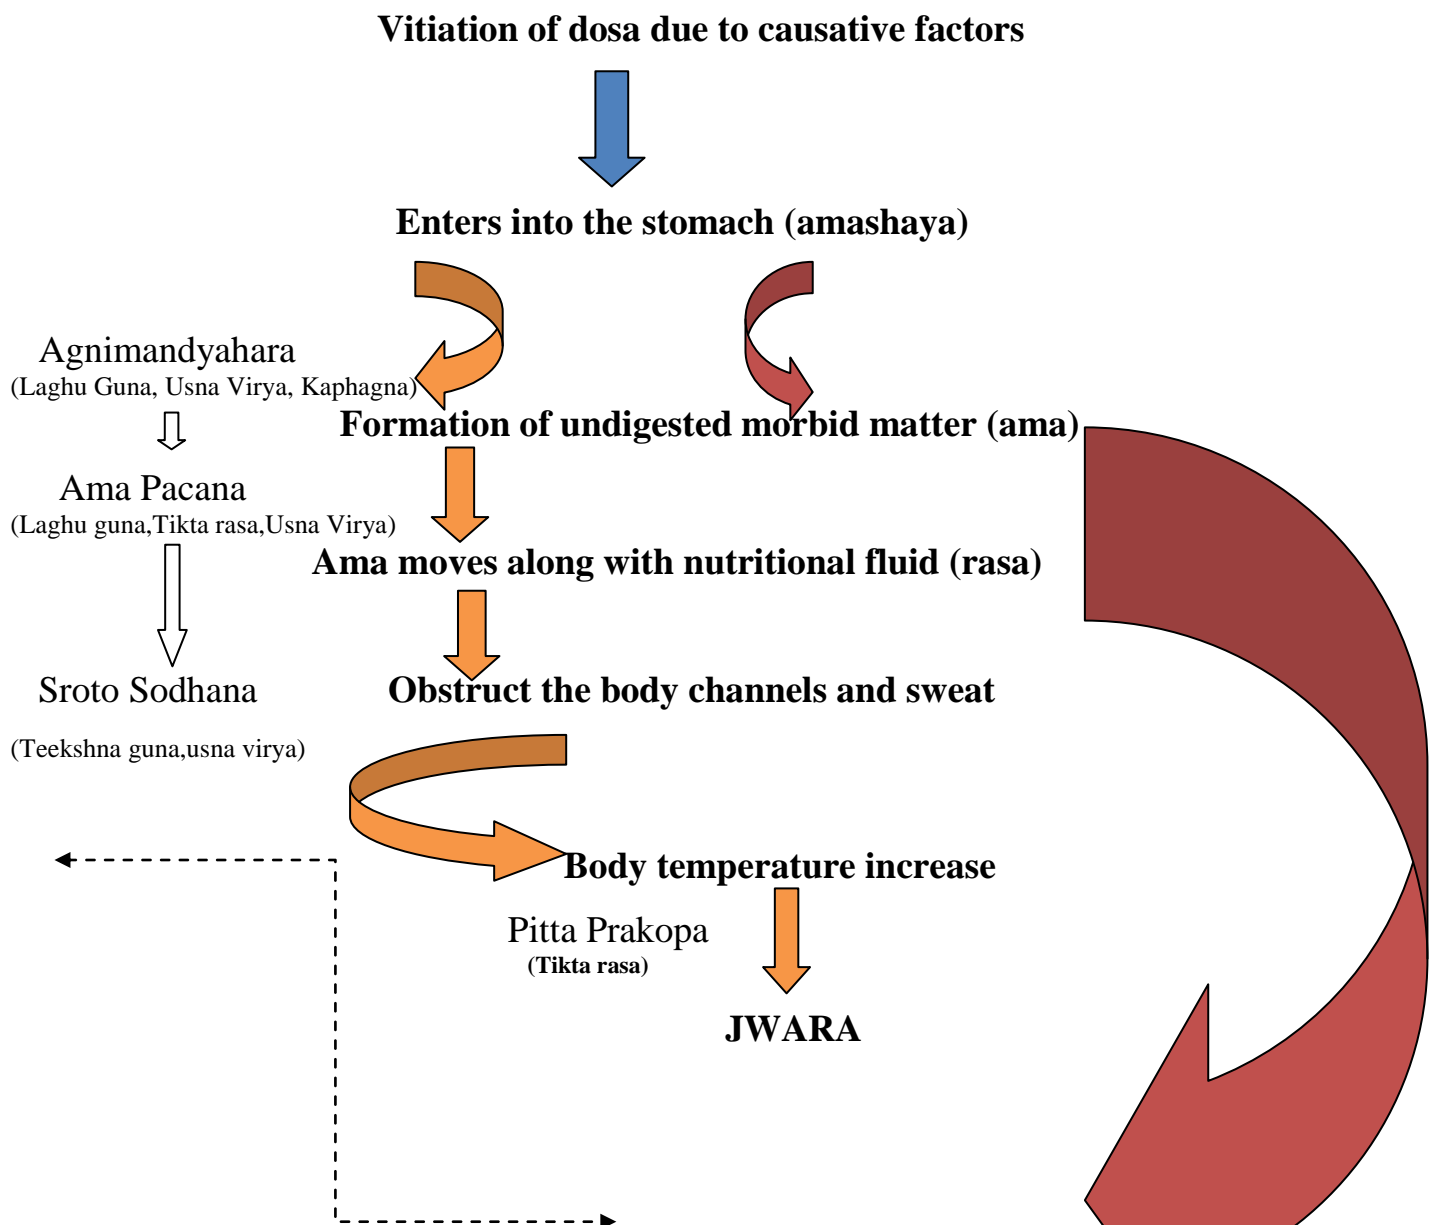 Vitiation of dosa due to causative factors
Enters into the stomach (amashaya)
Agnimandyahara
(Laghu Guna, Usna Virya, Kaphagna)
Formation of undigested morbid matter (ama)
Ama Pacana
(Laghu guna,Tikta rasa,Usna Virya)
Ama moves along with nutritional fluid (rasa)
Sroto Sodhana
Obstruct the body channels and sweat
(Teekshna guna,usna virya)
Body temperature increase
Pitta Prakopa
(Tikta rasa)
JWARA